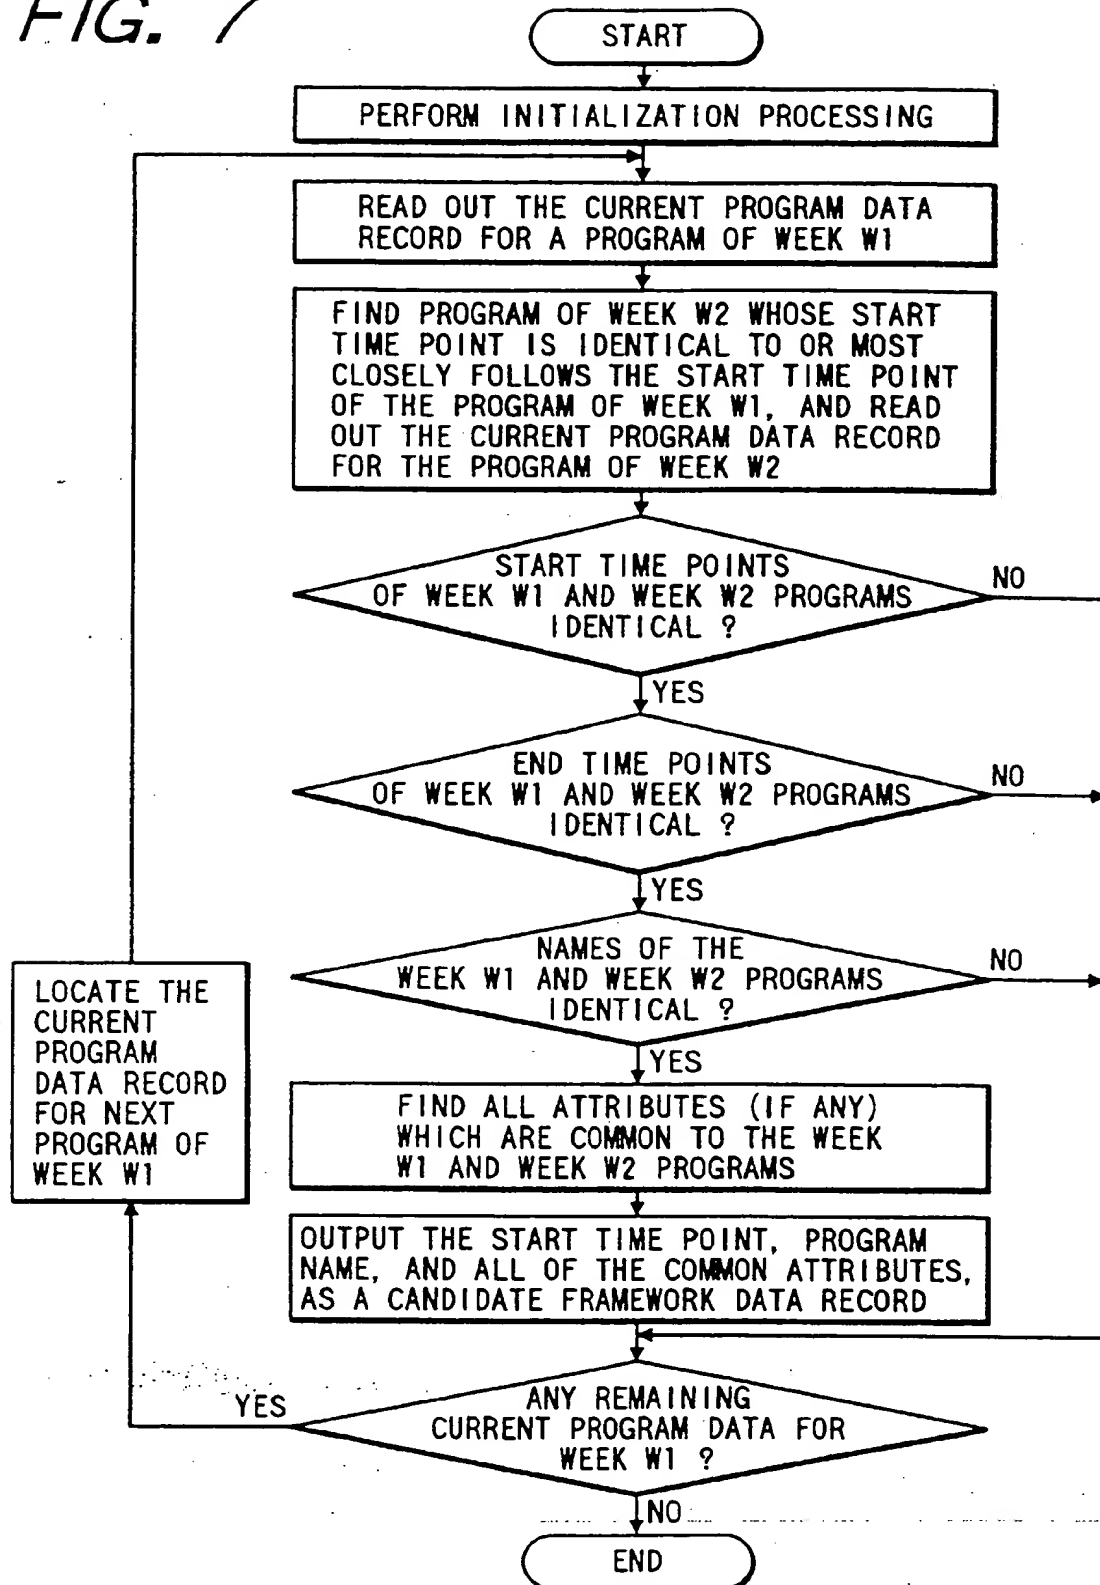 FIG. 7
START
PERFORM INITIALIZATION PROCESSING
READ OUT THE CURRENT PROGRAM DATA
RECORD FOR A PROGRAM OF WEEK W1
FIND PROGRAM OF WEEK W2 WHOSE START
TIME POINT IS IDENTICAL TO OR MOST
CLOSELY FOLLOWS THE START TIME POINT
OF THE PROGRAM OF WEEK W1, AND READ
OUT THE CURRENT PROGRAM DATA RECORD
FOR THE PROGRAM OF WEEK W2
START TIME POINTS
OF WEEK W1 AND WEEK W2 PROGRAMS
IDENTICAL ?
NO
YES
END TIME POINTS
OF WEEK W1 AND WEEK W2 PROGRAMS
IDENTICAL ?
NO
YES
NAMES OF THE
WEEK W1 AND WEEK W2 PROGRAMS
IDENTICAL ?
NO
YES
LOCATE THE
CURRENT
PROGRAM
DATA RECORD
FOR NEXT
PROGRAM OF
WEEK W1
FIND ALL ATTRIBUTES (IF ANY)
WHICH ARE COMMON TO THE WEEK
W1 AND WEEK W2 PROGRAMS
OUTPUT THE START TIME POINT, PROGRAM
NAME, AND ALL OF THE COMMON ATTRIBUTES,
AS A CANDIDATE FRAMEWORK DATA RECORD
ANY REMAINING
CURRENT PROGRAM DATA FOR
WEEK W1 ?
YES
NO
END